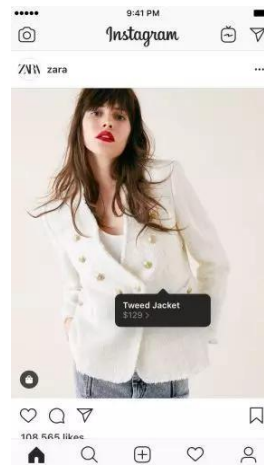 9:41 PM
Instagram
ZARA zara
Tweed Jacket
$129 >
108 565 likes